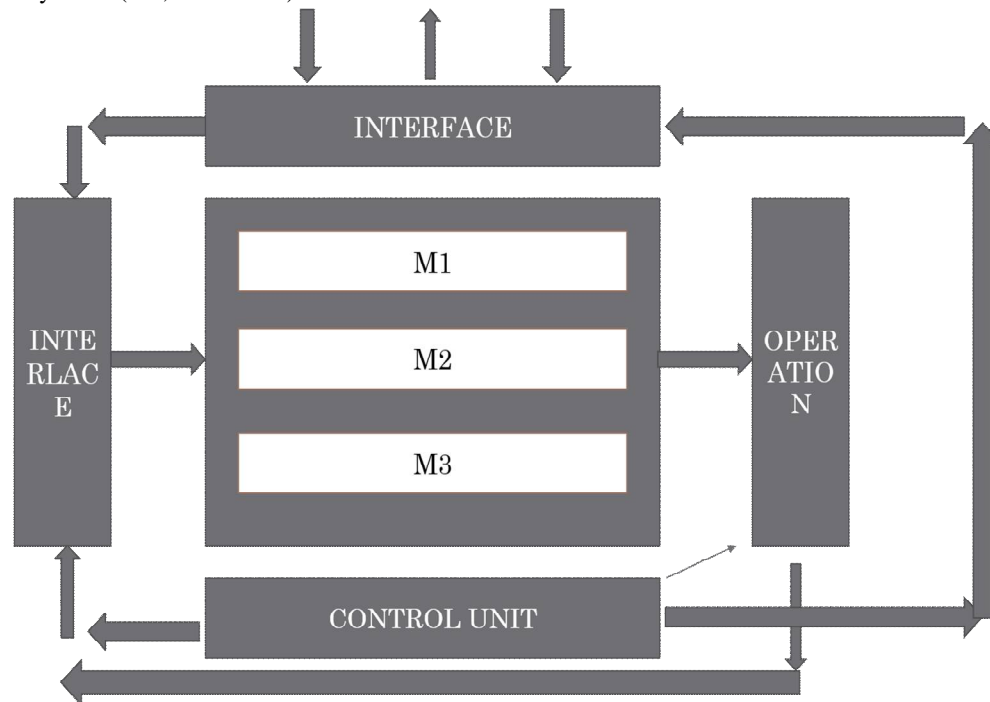 INTERFACE
M1
INTE
RLAC
E
M2
OPER
ATIO
N
M3
CONTROL UNIT